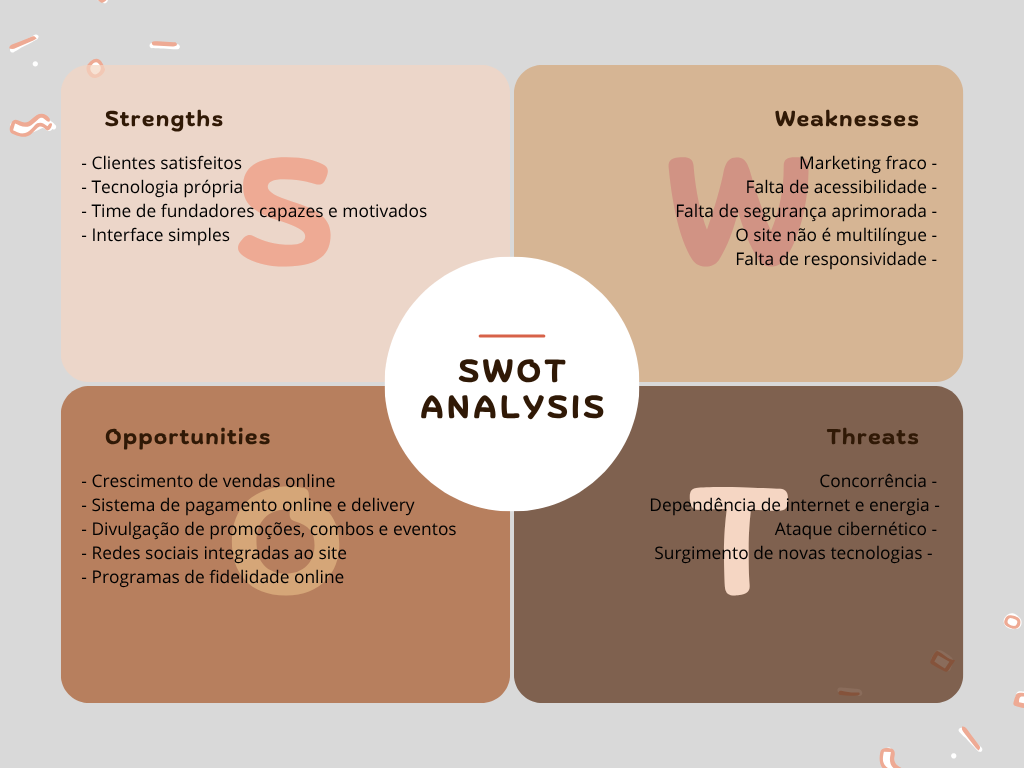 Strengths
S
- Clientes satisfeitos
- Tecnologia própria
- Time de fundadores capazes e motivados
- Interface simples
Weaknesses
W
Marketing fraco -
Falta de acessibilidade -
Falta de segurança aprimorada -
O site não é multilíngue -
Falta de responsividade -
SWOT
ANALYSIS
Opportunities
O
- Crescimento de vendas online
- Sistema de pagamento online e delivery
- Divulgação de promoções, combos e eventos
- Redes sociais integradas ao site
- Programas de fidelidade online
Threats
T
Concorrência -
Dependência de internet e energia -
Ataque cibernético -
Surgimento de novas tecnologias -